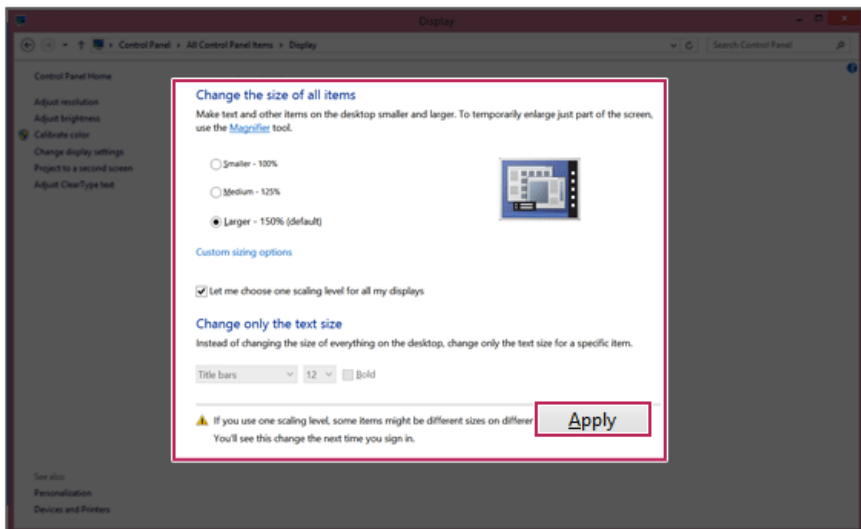 Display
Control Panel ▸ All Control Panel Items ▸ Display
Search Control Panel
Control Panel Home
Adjust resolution
Adjust brightness
Calibrate color
Change display settings
Project to a second screen
Adjust ClearType text
Change the size of all items
Make text and other items on the desktop smaller and larger. To temporarily enlarge just part of the screen,
use the Magnifier tool.
Smaller - 100%
Medium - 125%
Larger - 150% (default)
Custom sizing options
Let me choose one scaling level for all my displays
Change only the text size
Instead of changing the size of everything on the desktop, change only the text size for a specific item.
Title bars 12 Bold
If you use one scaling level, some items might be different sizes on different
Apply
You'll see this change the next time you sign in.
See also
Personalization
Devices and Printers